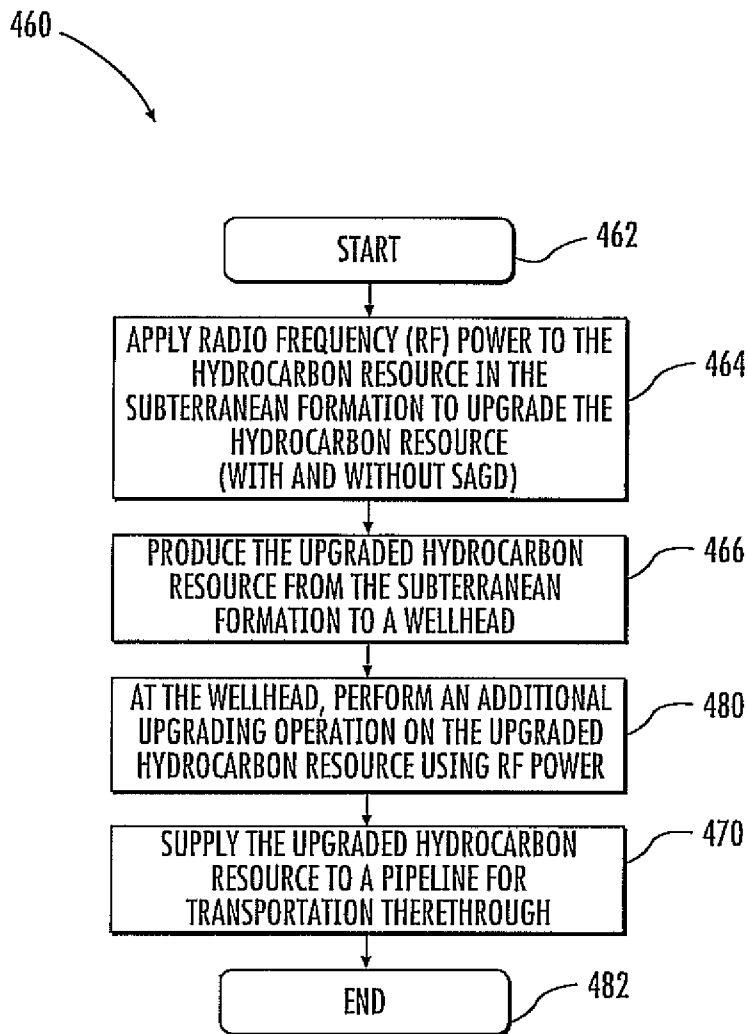 460
START
462
APPLY RADIO FREQUENCY (RF) POWER TO THE
HYDROCARBON RESOURCE IN THE
SUBTERRANEAN FORMATION TO UPGRADE THE
HYDROCARBON RESOURCE
(WITH AND WITHOUT SAGD)
464
PRODUCE THE UPGRADED HYDROCARBON
RESOURCE FROM THE SUBTERRANEAN
FORMATION TO A WELLHEAD
466
AT THE WELLHEAD, PERFORM AN ADDITIONAL
UPGRADING OPERATION ON THE UPGRADED
HYDROCARBON RESOURCE USING RF POWER
480
SUPPLY THE UPGRADED HYDROCARBON
RESOURCE TO A PIPELINE FOR
TRANSPORTATION THERETHROUGH
470
END
482